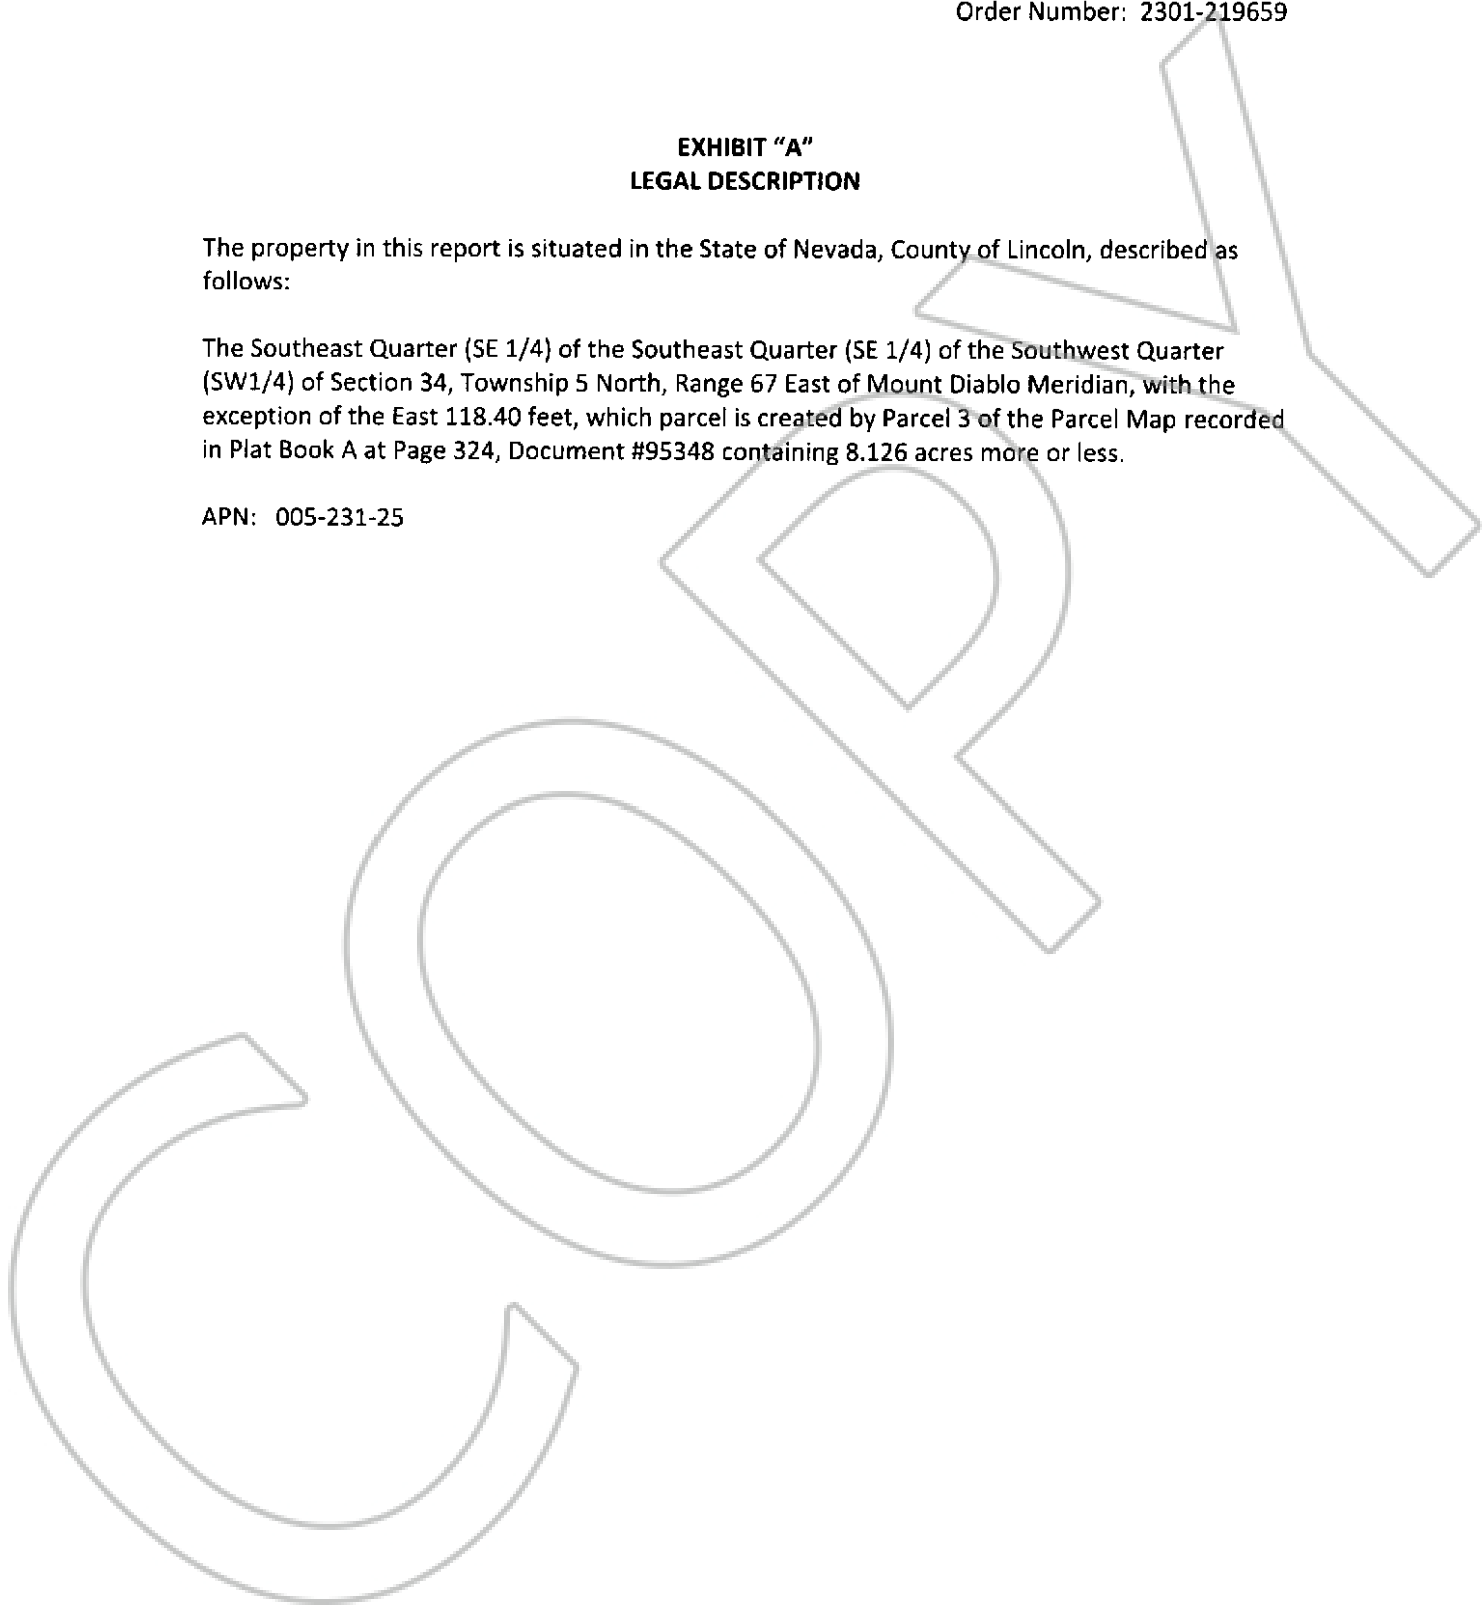 Order Number: 2301-219659
EXHIBIT "A"
LEGAL DESCRIPTION
The property in this report is situated in the State of Nevada, County of Lincoln, described as
follows:
The Southeast Quarter (SE 1/4) of the Southeast Quarter (SE 1/4) of the Southwest Quarter
(SW1/4) of Section 34, Township 5 North, Range 67 East of Mount Diablo Meridian, with the
exception of the East 118.40 feet, which parcel is created by Parcel 3 of the Parcel Map recorded
in Plat Book A at Page 324, Document #95348 containing 8.126 acres more or less.
APN: 005-231-25
COPY